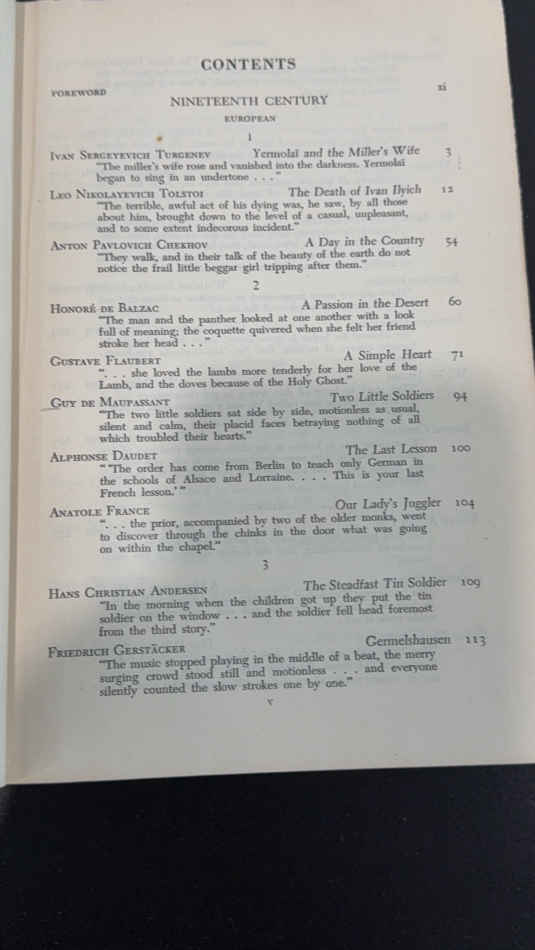 CONTENTS
FOREWORD xi
NINETEENTH CENTURY
EUROPEAN
1
IVAN SERGEYEVICH TURGENEV Yermolaï and the Miller's Wife 3
"The miller's wife rose and vanished into the darkness. Yermolaï
began to sing in an undertone . . ."
LEO NIKOLAYEVICH TOLSTOI The Death of Ivan Ilyich 12
"The terrible, awful act of his dying was, he saw, by all those
about him, brought down to the level of a casual, unpleasant,
and to some extent indecorous incident."
ANTON PAVLOVICH CHEKHOV A Day in the Country 54
"They walk, and in their talk of the beauty of the earth do not
notice the frail little beggar girl tripping after them."
2
HONORÉ DE BALZAC A Passion in the Desert 60
"The man and the panther looked at one another with a look
full of meaning; the coquette quivered when she felt her friend
stroke her head . . ."
GUSTAVE FLAUBERT A Simple Heart 71
". . . she loved the lambs more tenderly for her love of the
Lamb, and the doves because of the Holy Ghost."
GUY DE MAUPASSANT Two Little Soldiers 94
"The two little soldiers sat side by side, motionless as usual,
silent and calm, their placid faces betraying nothing of all
which troubled their hearts."
ALPHONSE DAUDET The Last Lesson 100
" 'The order has come from Berlin to teach only German in
the schools of Alsace and Lorraine. . . . This is your last
French lesson.' "
ANATOLE FRANCE Our Lady's Juggler 104
". . . the prior, accompanied by two of the older monks, went
to discover through the chinks in the door what was going
on within the chapel."
3
HANS CHRISTIAN ANDERSEN The Steadfast Tin Soldier 109
"In the morning when the children got up they put the tin
soldier on the window . . . and the soldier fell head foremost
from the third story."
FRIEDRICH GERSTÄCKER Germelshausen 113
"The music stopped playing in the middle of a beat, the merry
surging crowd stood still and motionless . . . and everyone
silently counted the slow strokes one by one."
v